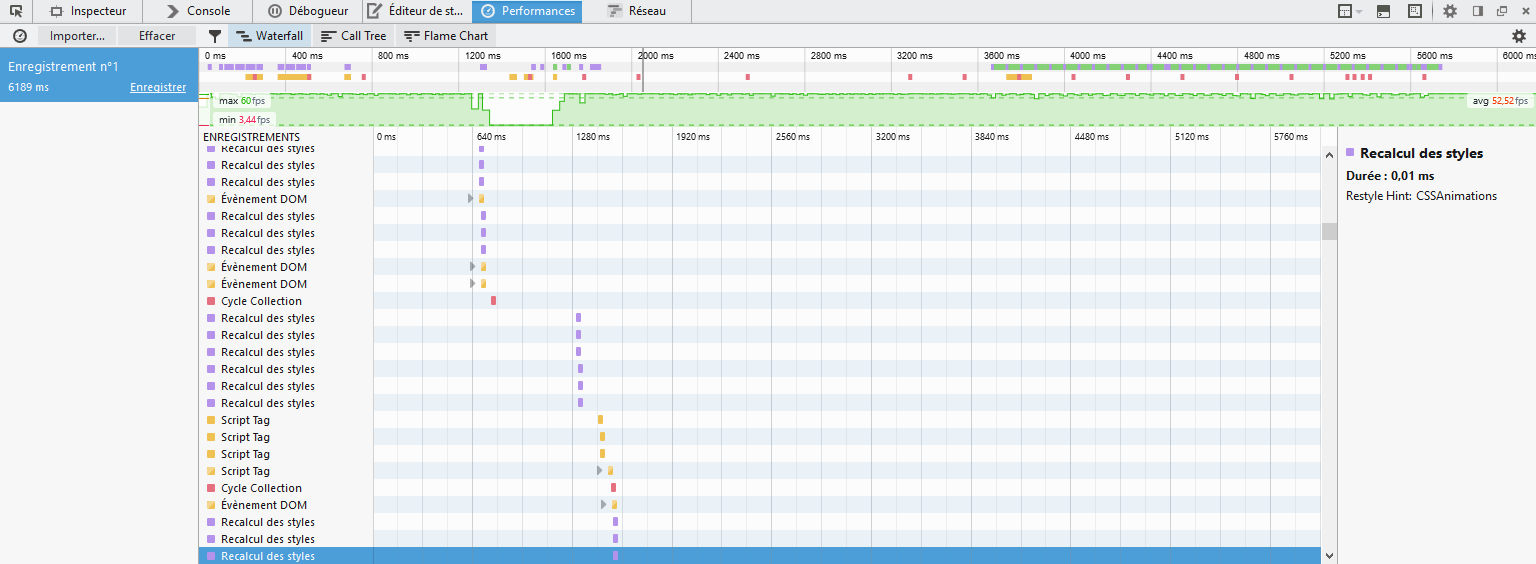 Inspecteur Console Débogueur Éditeur de st... Performances Réseau
Importer... Effacer Waterfall Call Tree Flame Chart
Enregistrement n°1
6189 ms Enregistrer
0 ms 400 ms 800 ms 1200 ms 1600 ms 2000 ms 2400 ms 2800 ms 3200 ms 3600 ms 4000 ms 4400 ms 4800 ms 5200 ms 5600 ms 6000 ms
max 60 fps
avg 52,52 fps
min 3,44 fps
ENREGISTREMENTS 0 ms 640 ms 1280 ms 1920 ms 2560 ms 3200 ms 3840 ms 4480 ms 5120 ms 5760 ms
Recalcul des styles
Recalcul des styles
Recalcul des styles
Évènement DOM
Recalcul des styles
Recalcul des styles
Recalcul des styles
Évènement DOM
Évènement DOM
Cycle Collection
Recalcul des styles
Recalcul des styles
Recalcul des styles
Recalcul des styles
Recalcul des styles
Recalcul des styles
Script Tag
Script Tag
Script Tag
Script Tag
Cycle Collection
Évènement DOM
Recalcul des styles
Recalcul des styles
Recalcul des styles
Recalcul des styles
Durée : 0,01 ms
Restyle Hint: CSSAnimations